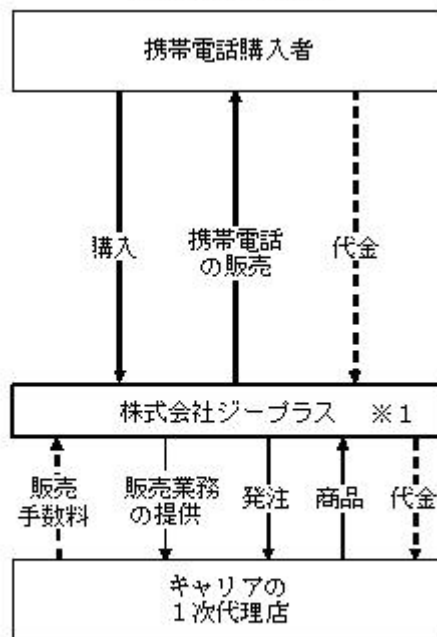 携帯電話購入者
購入
携帯電話
の販売
代金
株式会社ジープラス ※1
販売
手数料
販売業務
の提供
発注
商品
代金
キャリアの
1次代理店